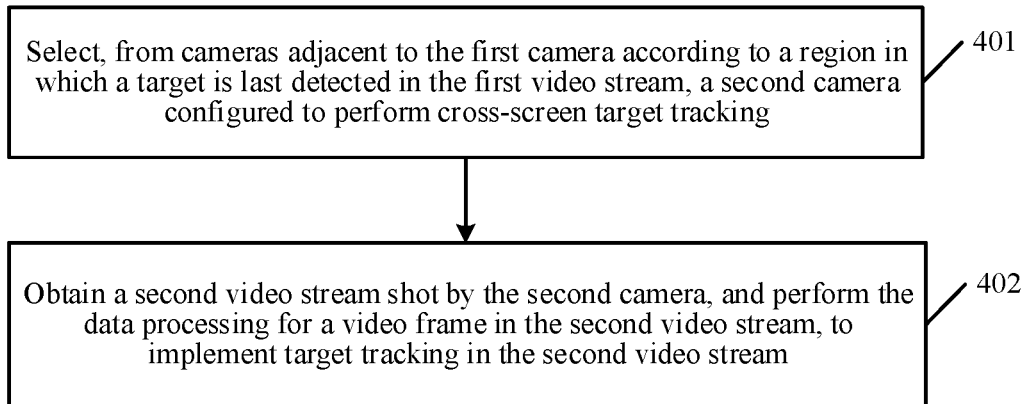 Select, from cameras adjacent to the first camera according to a region in
which a target is last detected in the first video stream, a second camera
configured to perform cross-screen target tracking
401
Obtain a second video stream shot by the second camera, and perform the
data processing for a video frame in the second video stream, to
implement target tracking in the second video stream
402